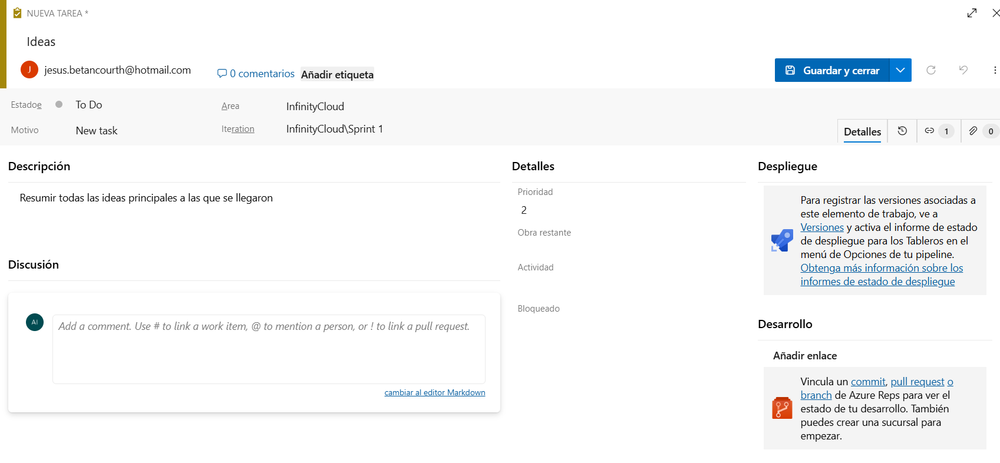 NUEVA TAREA *
Ideas
J
jesus.betancourth@hotmail.com
0 comentarios
Añadir etiqueta
Guardar y cerrar
Estadoe
To Do
Area
InfinityCloud
Motivo
New task
Iteration
InfinityCloud\Sprint 1
Detalles
1
0
Descripción
Resumir todas las ideas principales a las que se llegaron
Discusión
AI
Add a comment. Use # to link a work item, @ to mention a person, or ! to link a pull request.
cambiar al editor Markdown
Detalles
Prioridad
2
Obra restante
Actividad
Bloqueado
Despliegue
Para registrar las versiones asociadas a
este elemento de trabajo, ve a
Versiones y activa el informe de estado
de despliegue para los Tableros en el
menú de Opciones de tu pipeline.
Obtenga más información sobre los
informes de estado de despliegue
Desarrollo
Añadir enlace
Vincula un commit, pull request o
branch de Azure Reps para ver el
estado de tu desarrollo. También
puedes crear una sucursal para
empezar.